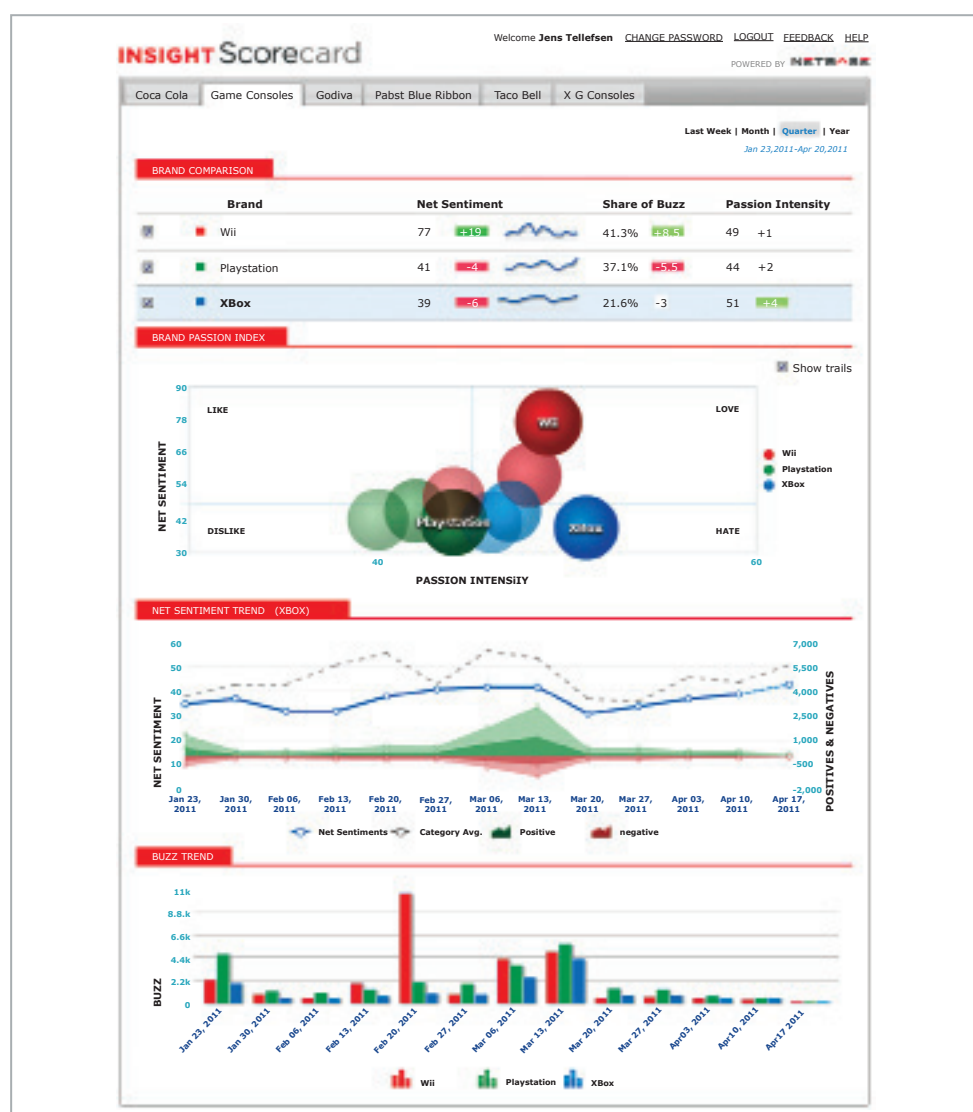 Welcome Jens Tellefsen CHANGE PASSWORD LOGOUT FEEDBACK HELP
INSIGHT Scorecard
POWERED BY NETBASE
Coca Cola Game Consoles Godiva Pabst Blue Ribbon Taco Bell X G Consoles
Last Week | Month | Quarter | Year
Jan 23,2011-Apr 20,2011
BRAND COMPARISON
Brand Net Sentiment Share of Buzz Passion Intensity
Wii 77 +19 41.3% +8.5 49 +1
Playstation 41 -4 37.1% -5.5 44 +2
XBox 39 -6 21.6% -3 51 +4
BRAND PASSION INDEX
Show trails
90
LIKE LOVE
78
Wii
66
54
42
30
NET SENTIMENT
Playstation
XBox
DISLIKE HATE
40 60
PASSION INTENSiIY
Wii
Playstation
XBox
NET SENTIMENT TREND (XBOX)
60 7,000
50 5,500
40 4,000
30 2,500
20 1,000
10 -500
0 -2,000
NET SENTIMENT
POSITIVES & NEGATIVES
Jan 23, Jan 30, Feb 06, Feb 13, Feb 20, Feb 27, Mar 06, Mar 13, Mar 20, Mar 27, Apr 03, Apr 10, Apr 17,
2011 2011 2011 2011 2011 2011 2011 2011 2011 2011 2011 2011 2011
Net Sentiments Category Avg. Positive negative
BUZZ TREND
11k
8.8.k
6.6k
4.4k
2.2k
0
BUZZ
Jan 23, 2011 Jan 30, 2011 Feb 06, 2011 Feb 13, 2011 Feb 20, 2011 Feb 27, 2011 Mar 06, 2011 Mar 13, 2011 Mar 20, 2011 Mar 27, 2011 Apr03, 2011 Apr10, 2011 Apr17 2011
Wii Playstation XBox